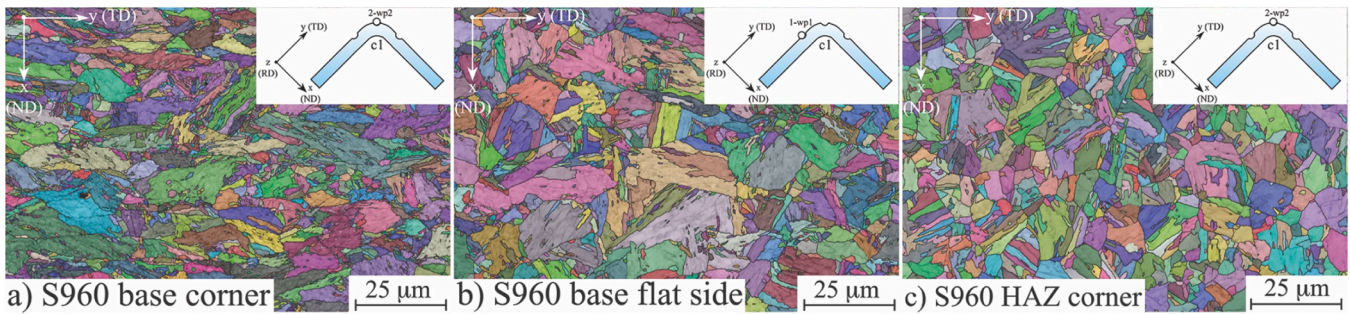 y (TD)
x
(ND)
2-wp2
y (TD)
c1
z
(RD)
x
(ND)
a) S960 base corner
25 μm
y (TD)
x
(ND)
1-wp1
y (TD)
c1
z
(RD)
x
(ND)
b) S960 base flat side
25 μm
y (TD)
x
(ND)
2-wp2
y (TD)
c1
z
(RD)
x
(ND)
c) S960 HAZ corner
25 μm